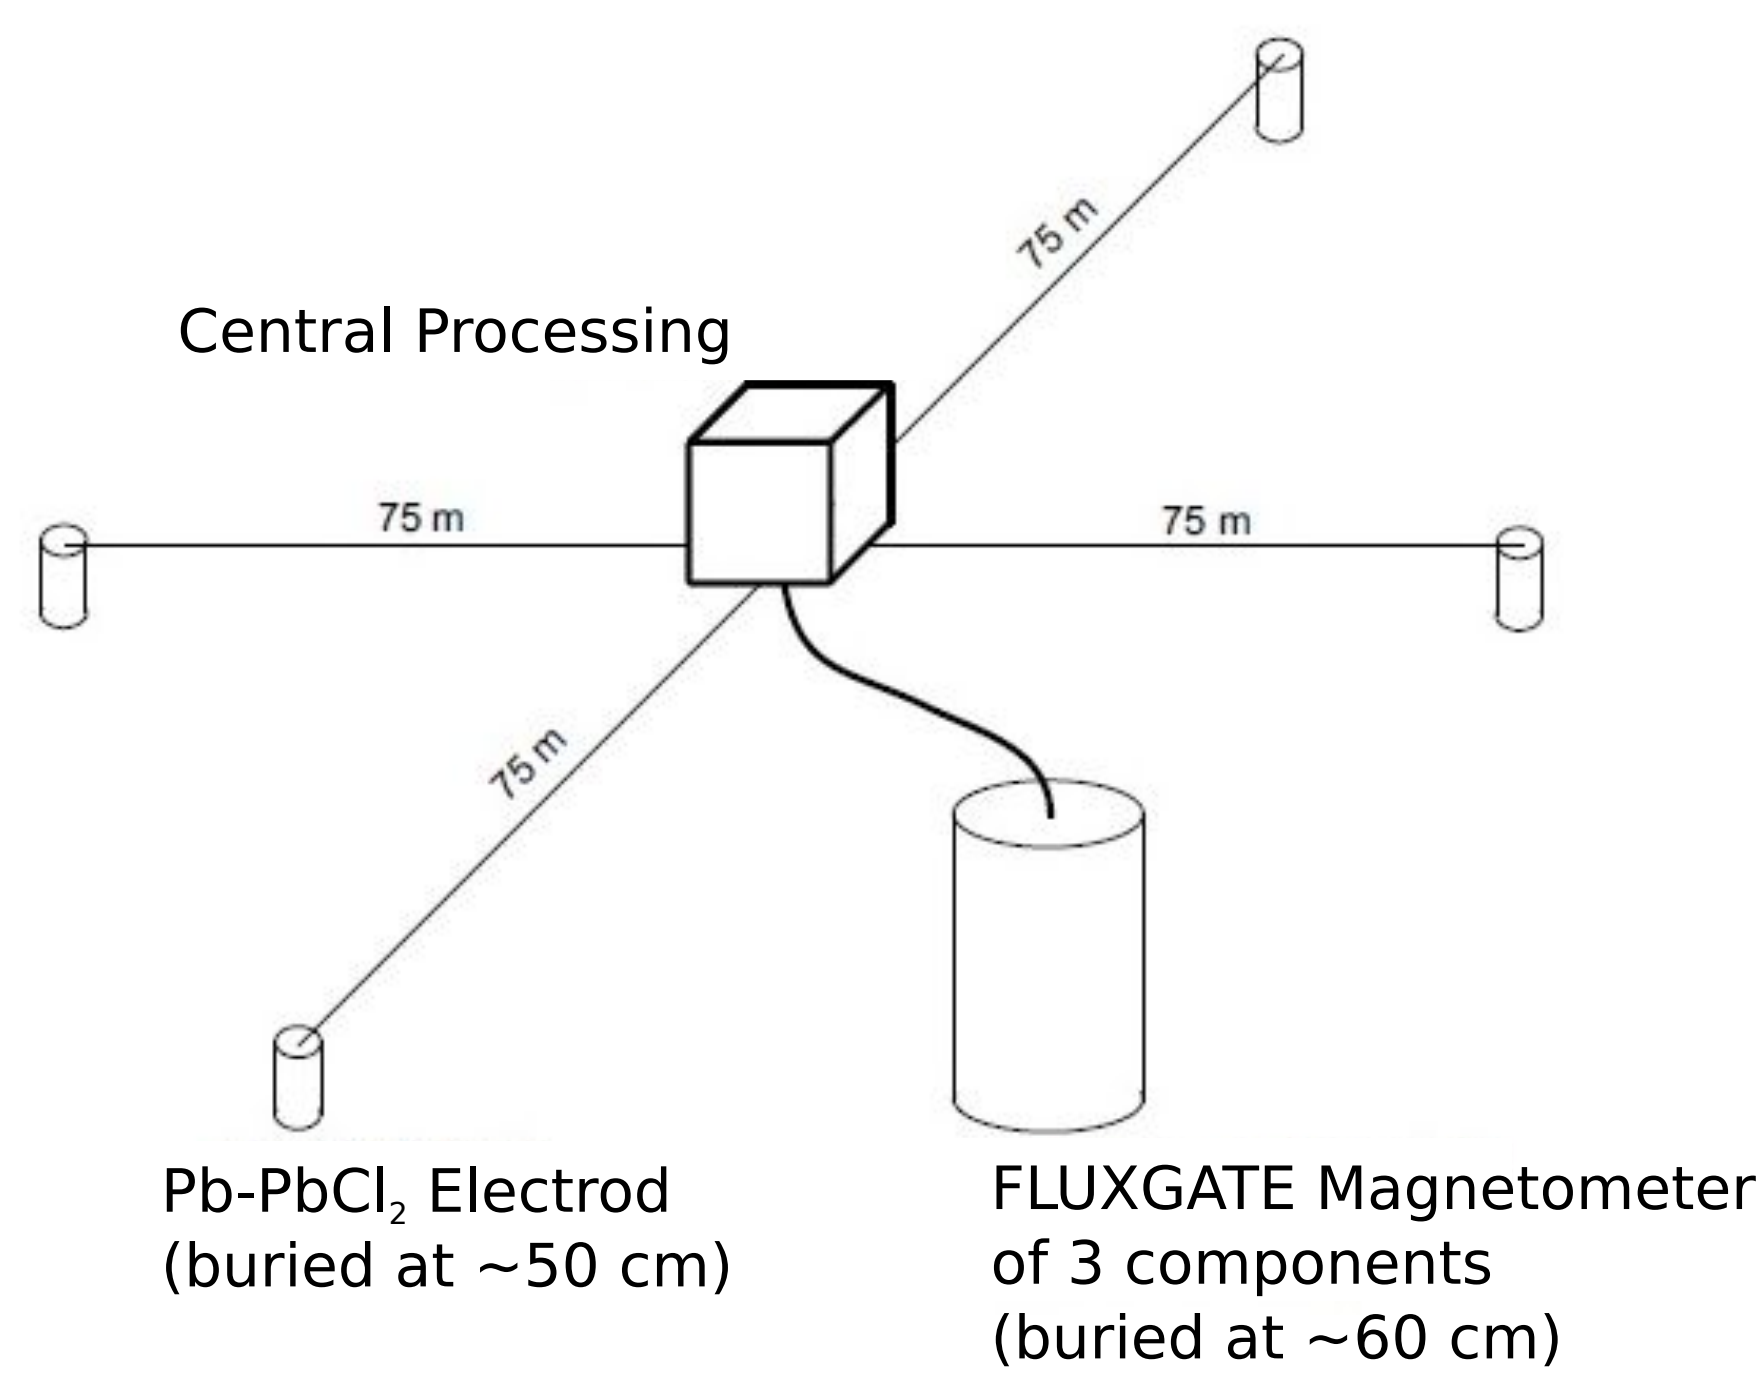 75 m
Central Processing
75 m
75 m
75 m
Pb-PbCl₂ Electrod
(buried at ~50 cm)
FLUXGATE Magnetometer
of 3 components
(buried at ~60 cm)